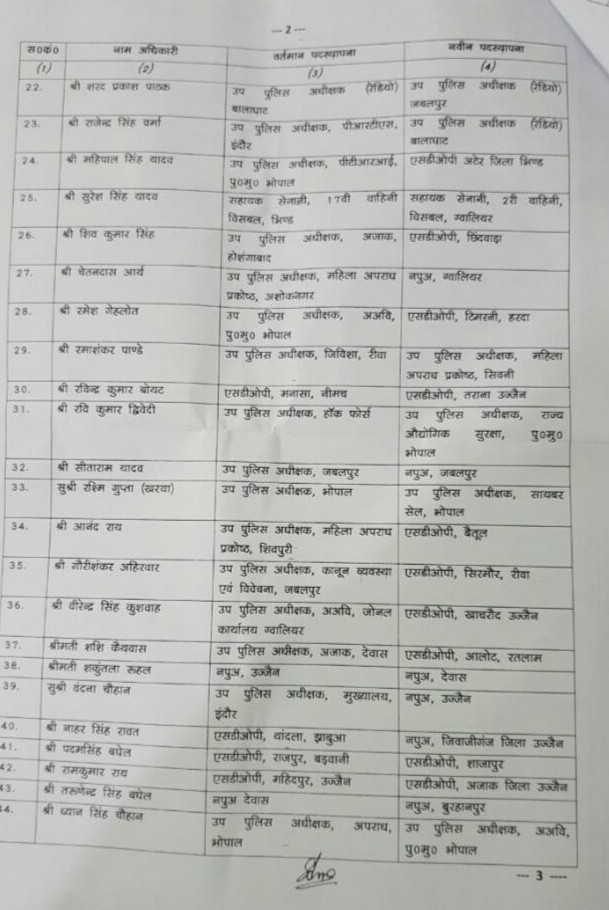 --- 2 ---
स०कं० नाम अधिकारी वर्तमान पदस्थापना नवीन पदस्थापना
(1) (2) (3) (4)
22. श्री शरद प्रकाश पाठक उप पुलिस अधीक्षक (रेडियो) उप पुलिस अधीक्षक (रेडियो)
बालाघाट जबलपुर
23. श्री राजेन्द्र सिंह वर्मा उप पुलिस अधीक्षक, पीआरटीएस, उप पुलिस अधीक्षक (रेडियो)
इंदौर बालाघाट
24. श्री महिपाल सिंह यादव उप पुलिस अधीक्षक, पीटीआरआई, एसडीओपी अटेर जिला भिण्ड
पु०मु० भोपाल
25. श्री सुरेश सिंह यादव सहायक सेनानी, 17वी वाहिनी सहायक सेनानी, 2री वाहिनी,
विसबल, भिण्ड विसबल, ग्वालियर
26. श्री शिव कुमार सिंह उप पुलिस अधीक्षक, अजाक, एसडीओपी, छिंदवाड़ा
होशंगाबाद
27. श्री चेतनदास आर्य उप पुलिस अधीक्षक, महिला अपराध नपुअ, ग्वालियर
प्रकोष्ठ, अशोकनगर
28. श्री रमेश गेहलोत उप पुलिस अधीक्षक, अअवि, एसडीओपी, टिमरनी, हरदा
पु०मु० भोपाल
29. श्री रमाशंकर पाण्डे उप पुलिस अधीक्षक, जिविशा, रीवा उप पुलिस अधीक्षक, महिला
अपराध प्रकोष्ठ, सिवनी
30. श्री रविन्द्र कुमार बोयट एसडीओपी, मनासा, नीमच एसडीओपी, तराना उज्जैन
31. श्री रवि कुमार द्विवेदी उप पुलिस अधीक्षक, हॉक फोर्स उप पुलिस अधीक्षक, राज्य
औद्योगिक सुरक्षा, पु०मु०
भोपाल
32. श्री सीताराम यादव उप पुलिस अधीक्षक, जबलपुर नपुअ, जबलपुर
33. सुश्री रश्मि गुप्ता (खरया) उप पुलिस अधीक्षक, भोपाल उप पुलिस अधीक्षक, सायबर
सेल, भोपाल
34. श्री आनंद राय उप पुलिस अधीक्षक, महिला अपराध एसडीओपी, बैतूल
प्रकोष्ठ, शिवपुरी
35. श्री गौरीशंकर अहिरवार उप पुलिस अधीक्षक, कानून व्यवस्था एसडीओपी, सिरमौर, रीवा
एवं विवेचना, जबलपुर
36. श्री वीरेन्द्र सिंह कुशवाह उप पुलिस अधीक्षक, अअवि, जोनल एसडीओपी, खाचरौद उज्जैन
कार्यालय ग्वालियर
37. श्रीमती शशि कैथवास उप पुलिस अधीक्षक, अजाक, देवास एसडीओपी, आलोट, रतलाम
38. श्रीमती शकुंतला रूहल नपुअ, उज्जैन नपुअ, देवास
39. सुश्री वंदना चौहान उप पुलिस अधीक्षक, मुख्यालय, नपुअ, उज्जैन
इंदौर
40. श्री नाहर सिंह रावत एसडीओपी, थांदला, झाबुआ नपुअ, जिवाजीगंज जिला उज्जैन
41. श्री पदमसिंह बघेल एसडीओपी, राजपुर, बड़वानी एसडीओपी, शाजापुर
42. श्री रामकुमार राय एसडीओपी, महिदपुर, उज्जैन एसडीओपी, अजाक जिला उज्जैन
43. श्री तरूणेन्द्र सिंह बघेल नपुअ देवास नपुअ, बुरहानपुर
44. श्री ध्यान सिंह चौहान उप पुलिस अधीक्षक, अपराध, उप पुलिस अधीक्षक, अअवि,
भोपाल पु०मु० भोपाल
--- 3 ----